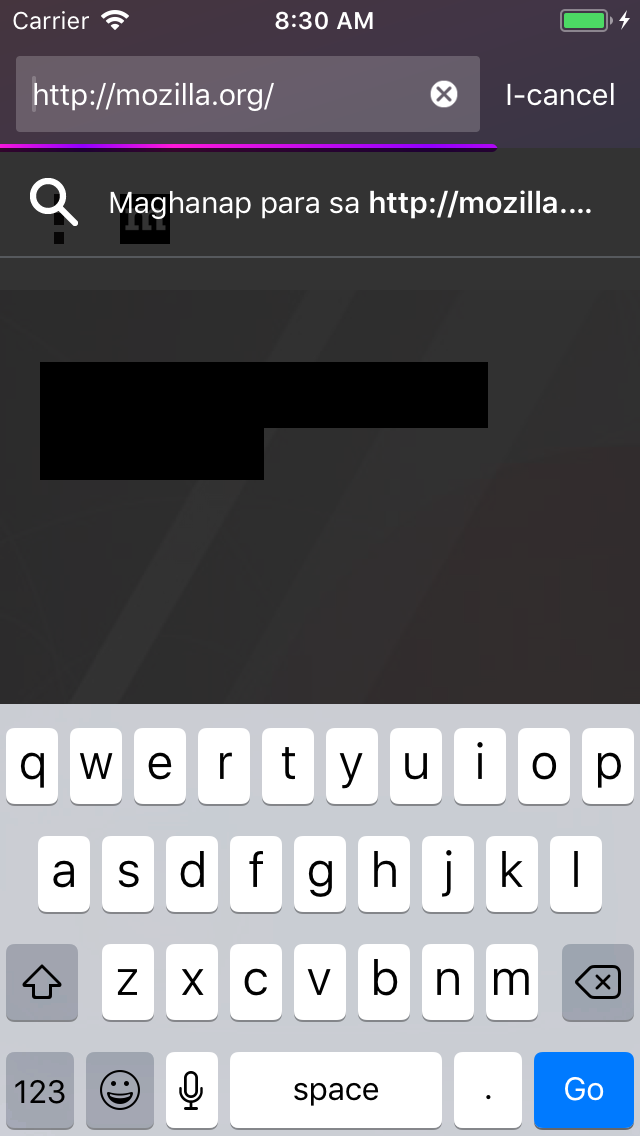 Carrier 8:30 AM
http://mozilla.org/ I-cancel
Maghanap para sa http://mozilla....
m
q w e r t y u i o p
a s d f g h j k l
z x c v b n m
123 space . Go